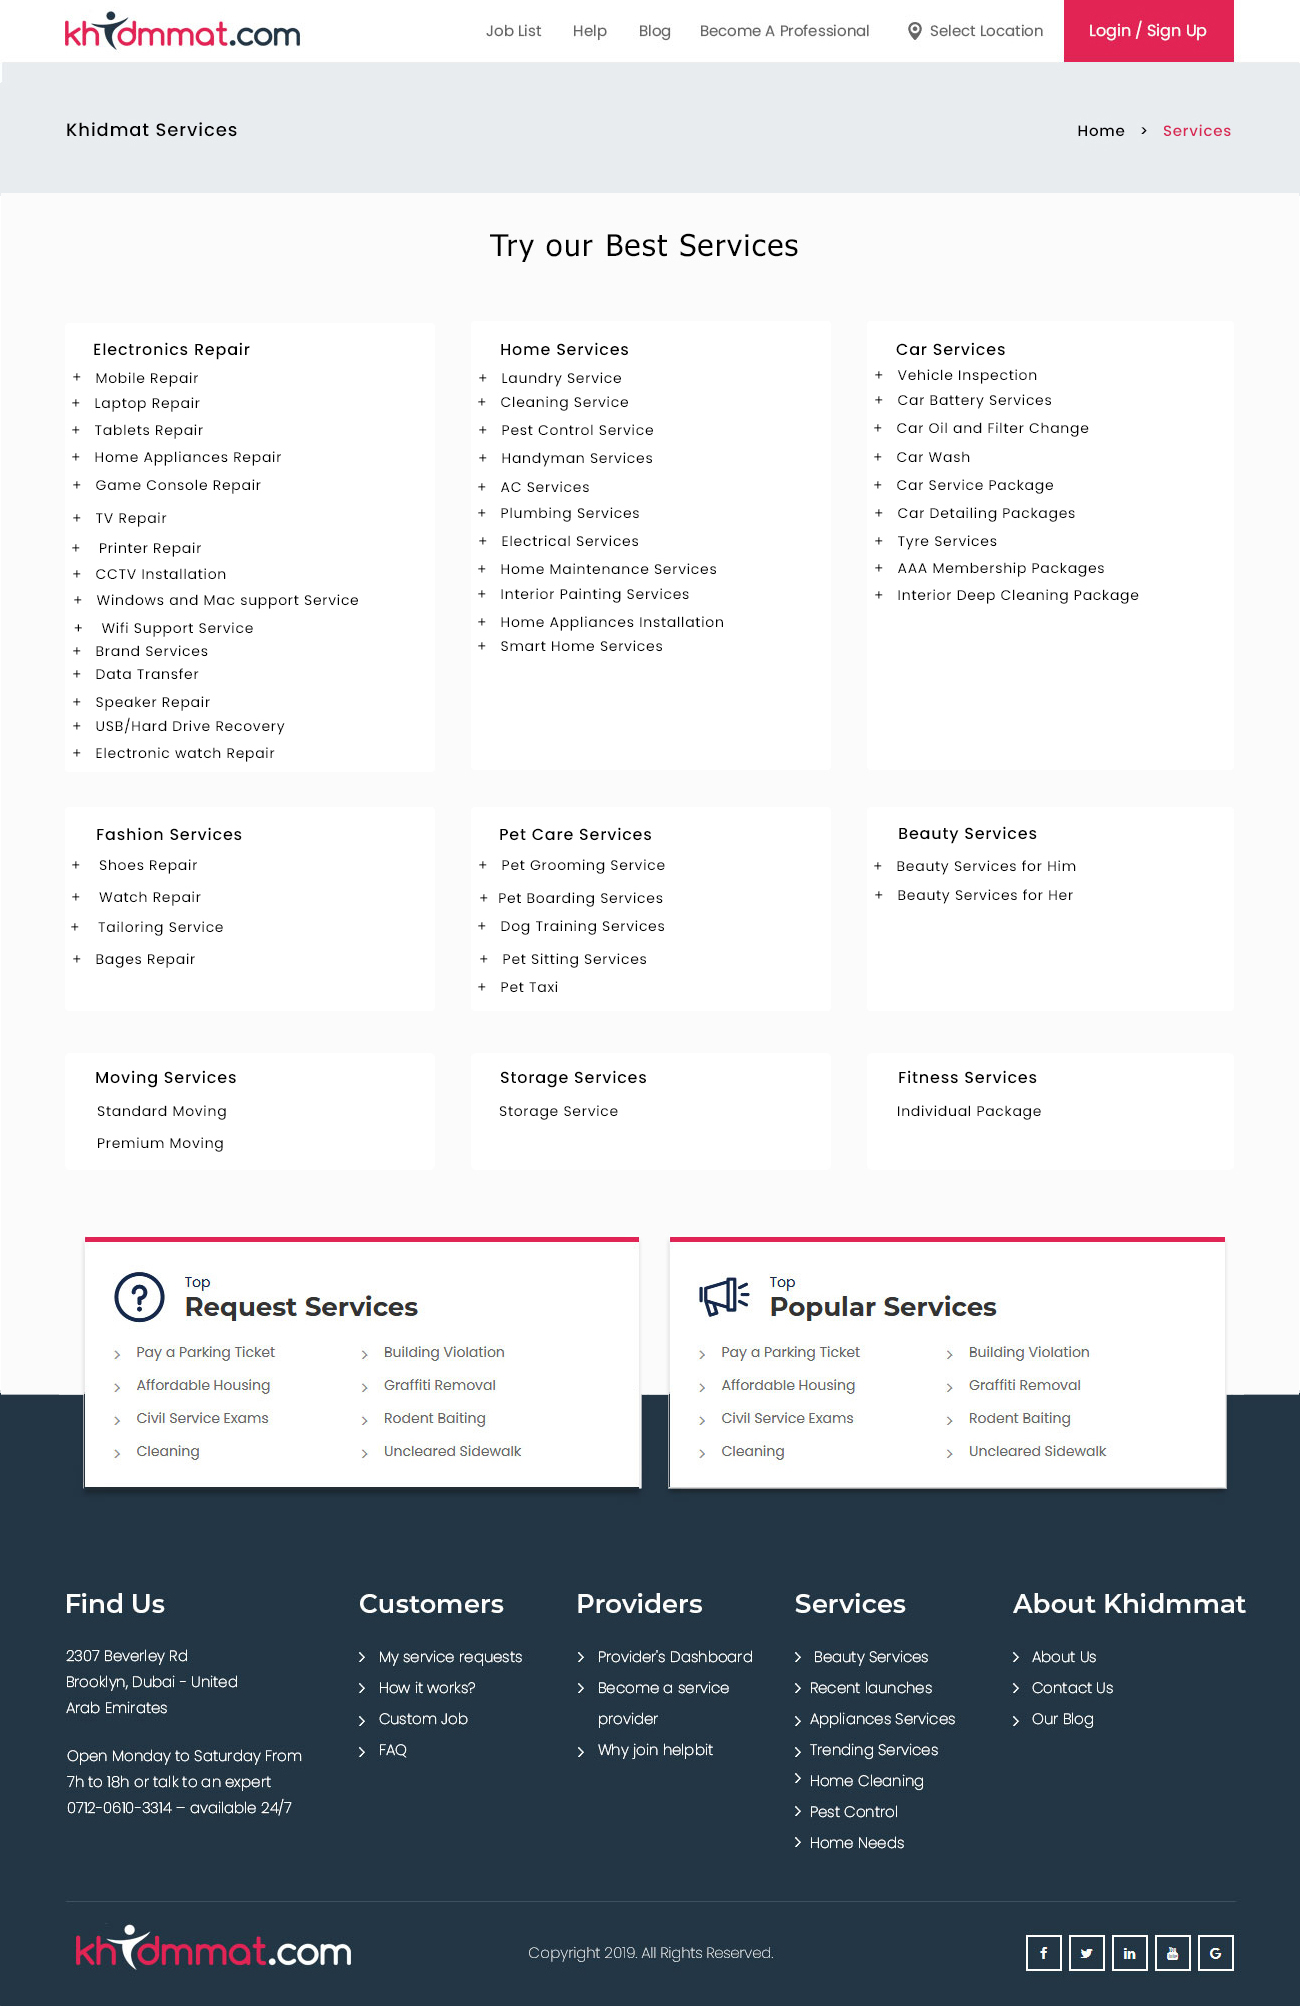 khidmmat.com
Job List
Help
Blog
Become A Professional
Select Location
Login / Sign Up
Khidmat Services
Home > Services
Try our Best Services
Electronics Repair
+ Mobile Repair
+ Laptop Repair
+ Tablets Repair
+ Home Appliances Repair
+ Game Console Repair
+ TV Repair
+ Printer Repair
+ CCTV Installation
+ Windows and Mac support Service
+ Wifi Support Service
+ Brand Services
+ Data Transfer
+ Speaker Repair
+ USB/Hard Drive Recovery
+ Electronic watch Repair
Home Services
+ Laundry Service
+ Cleaning Service
+ Pest Control Service
+ Handyman Services
+ AC Services
+ Plumbing Services
+ Electrical Services
+ Home Maintenance Services
+ Interior Painting Services
+ Home Appliances Installation
+ Smart Home Services
Car Services
+ Vehicle Inspection
+ Car Battery Services
+ Car Oil and Filter Change
+ Car Wash
+ Car Service Package
+ Car Detailing Packages
+ Tyre Services
+ AAA Membership Packages
+ Interior Deep Cleaning Package
Fashion Services
+ Shoes Repair
+ Watch Repair
+ Tailoring Service
+ Bages Repair
Pet Care Services
+ Pet Grooming Service
+ Pet Boarding Services
+ Dog Training Services
+ Pet Sitting Services
+ Pet Taxi
Beauty Services
+ Beauty Services for Him
+ Beauty Services for Her
Moving Services
Standard Moving
Premium Moving
Storage Services
Storage Service
Fitness Services
Individual Package
Top
Request Services
Pay a Parking Ticket
Affordable Housing
Civil Service Exams
Cleaning
Building Violation
Graffiti Removal
Rodent Baiting
Uncleared Sidewalk
Top
Popular Services
Pay a Parking Ticket
Affordable Housing
Civil Service Exams
Cleaning
Building Violation
Graffiti Removal
Rodent Baiting
Uncleared Sidewalk
Find Us
2307 Beverley Rd
Brooklyn, Dubai - United
Arab Emirates
Open Monday to Saturday From
7h to 18h or talk to an expert
0712-0610-3314 – available 24/7
Customers
My service requests
How it works?
Custom Job
FAQ
Providers
Provider's Dashboard
Become a service
provider
Why join helpbit
Services
Beauty Services
Recent launches
Appliances Services
Trending Services
Home Cleaning
Pest Control
Home Needs
About Khidmmat
About Us
Contact Us
Our Blog
khidmmat.com
Copyright 2019. All Rights Reserved.